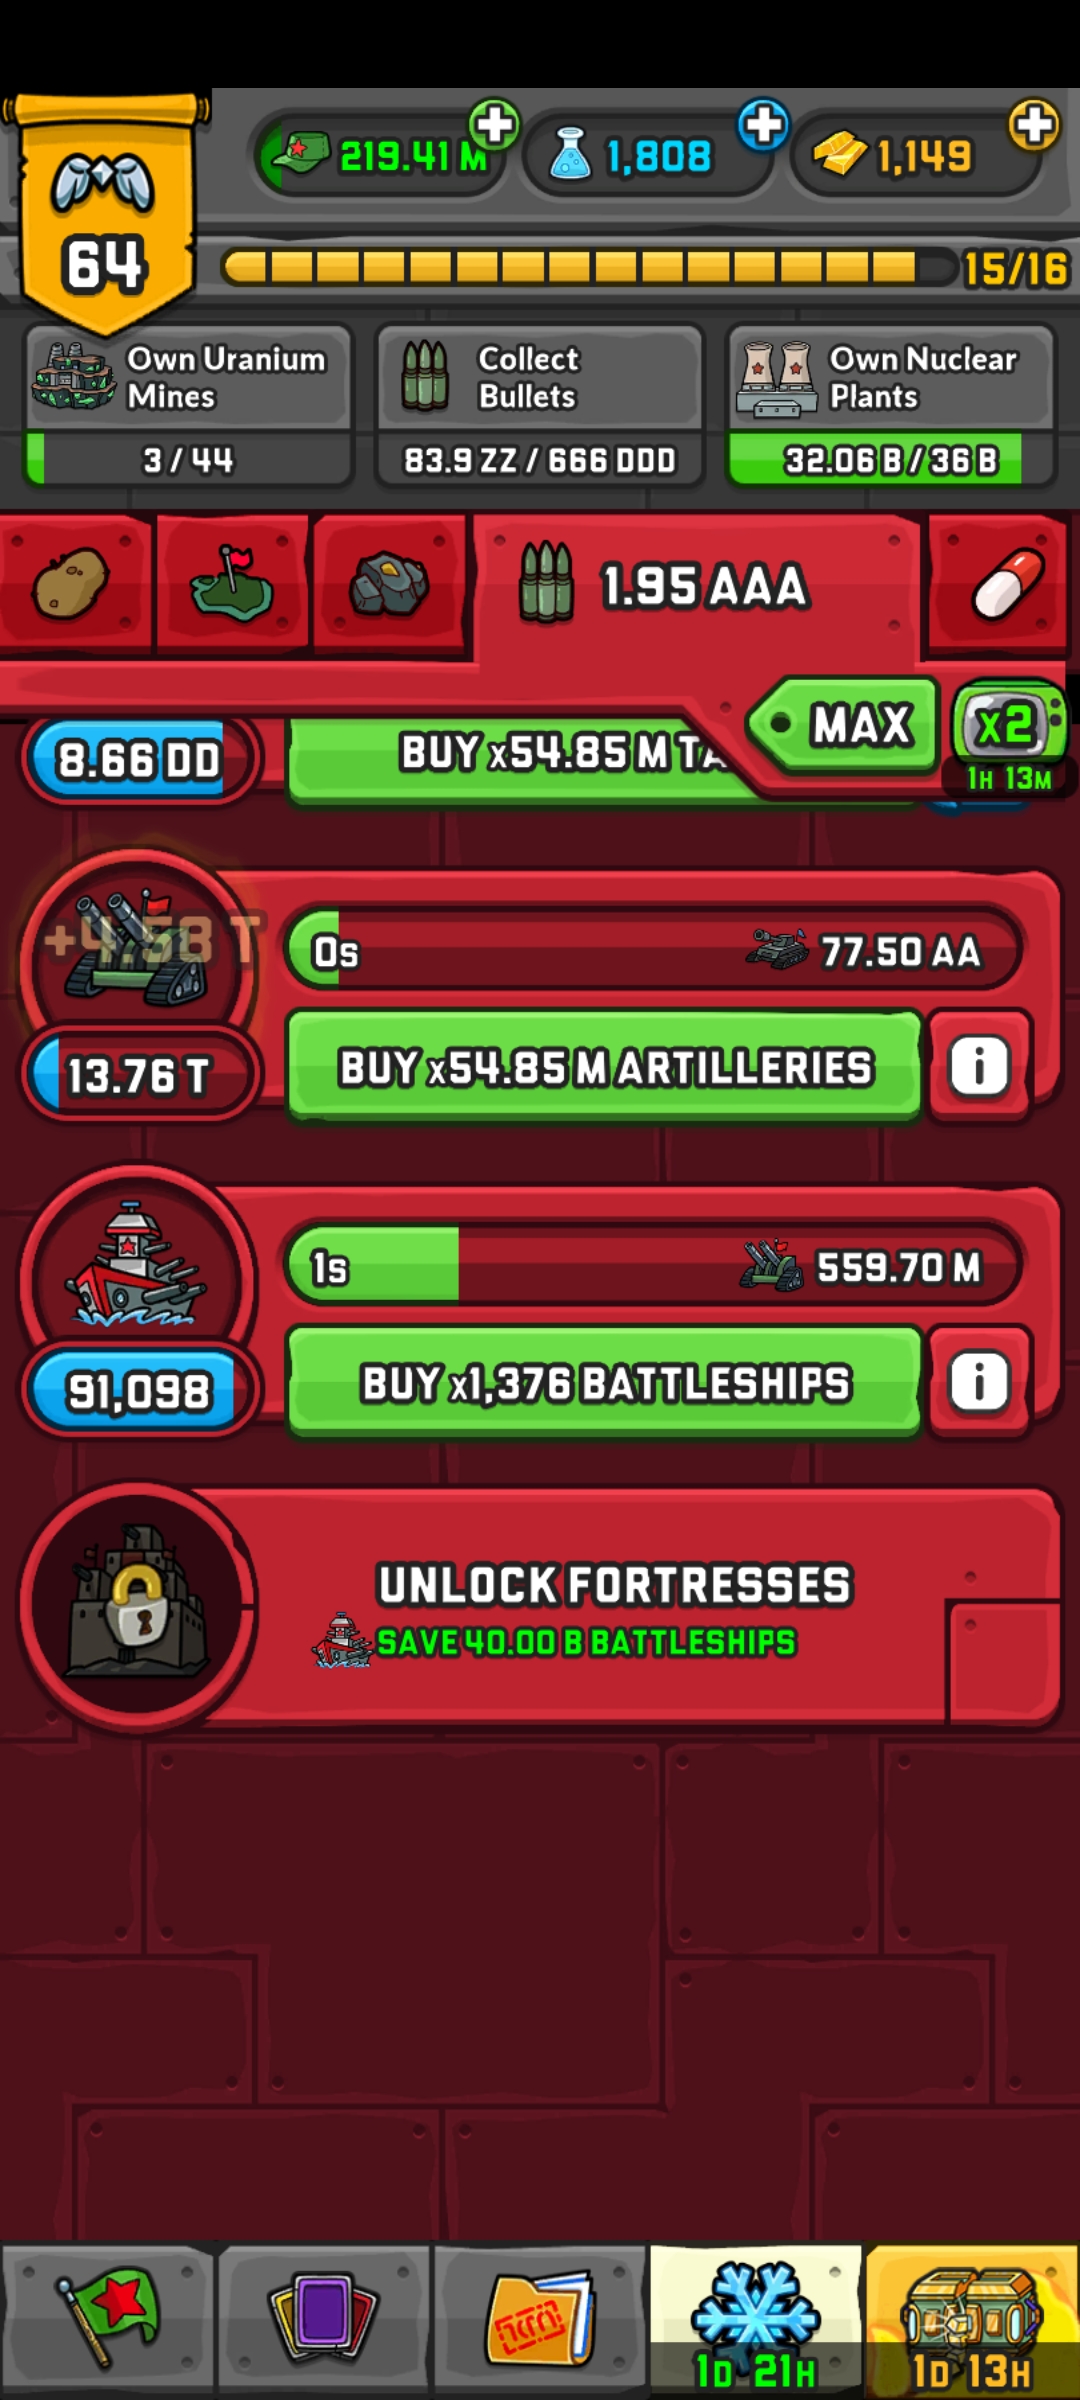 219.41 M
1,808
1,149
64
15/16
Own Uranium
Mines
3 / 44
Collect
Bullets
83.9 ZZ / 666 DDD
Own Nuclear
Plants
32.06 B / 36 B
1.95 AAA
MAX
X2
1H 13M
8.66 DD
BUY x54.85 M TA
+4.58 T
0s
77.50 AA
13.76 T
BUY x54.85 M ARTILLERIES
i
1s
559.70 M
91,098
BUY x1,376 BATTLESHIPS
i
UNLOCK FORTRESSES
SAVE 40.00 B BATTLESHIPS
1D 21H
1D 13H